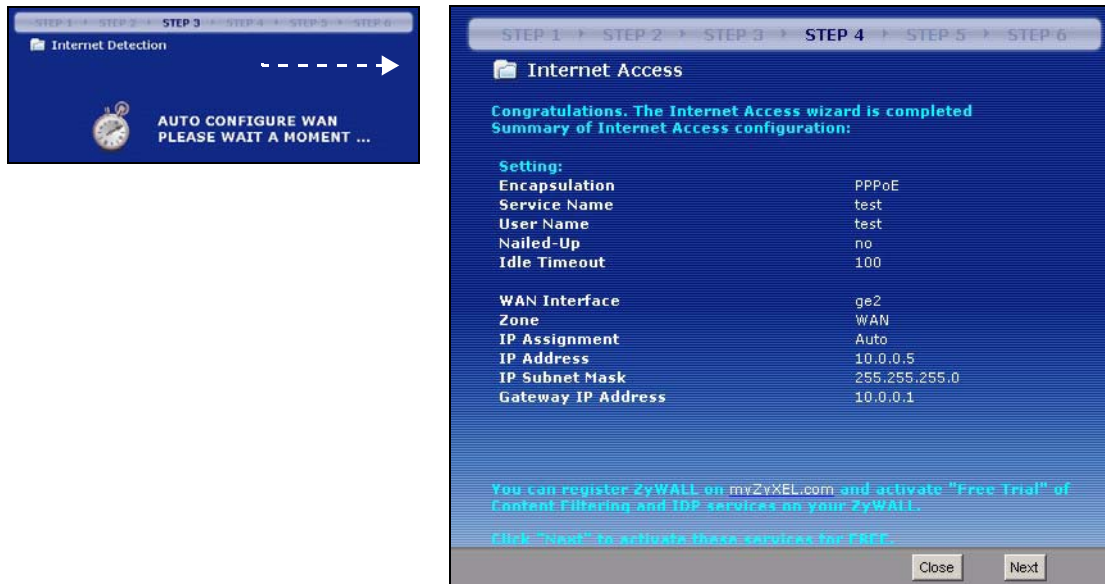 STEP 1 STEP 2 STEP 3 STEP 4 STEP 5 STEP 6
Internet Detection
AUTO CONFIGURE WAN
PLEASE WAIT A MOMENT ...
STEP 1 STEP 2 STEP 3 STEP 4 STEP 5 STEP 6
Internet Access
Congratulations. The Internet Access wizard is completed
Summary of Internet Access configuration:
Setting:
Encapsulation PPPoE
Service Name test
User Name test
Nailed-Up no
Idle Timeout 100
WAN Interface ge2
Zone WAN
IP Assignment Auto
IP Address 10.0.0.5
IP Subnet Mask 255.255.255.0
Gateway IP Address 10.0.0.1
You can register ZyWALL on myZyXEL.com and activate "Free Trial" of
Content Filtering and IDP services on your ZyWALL.
Click "Next" to activate these services for FREE.
Close Next